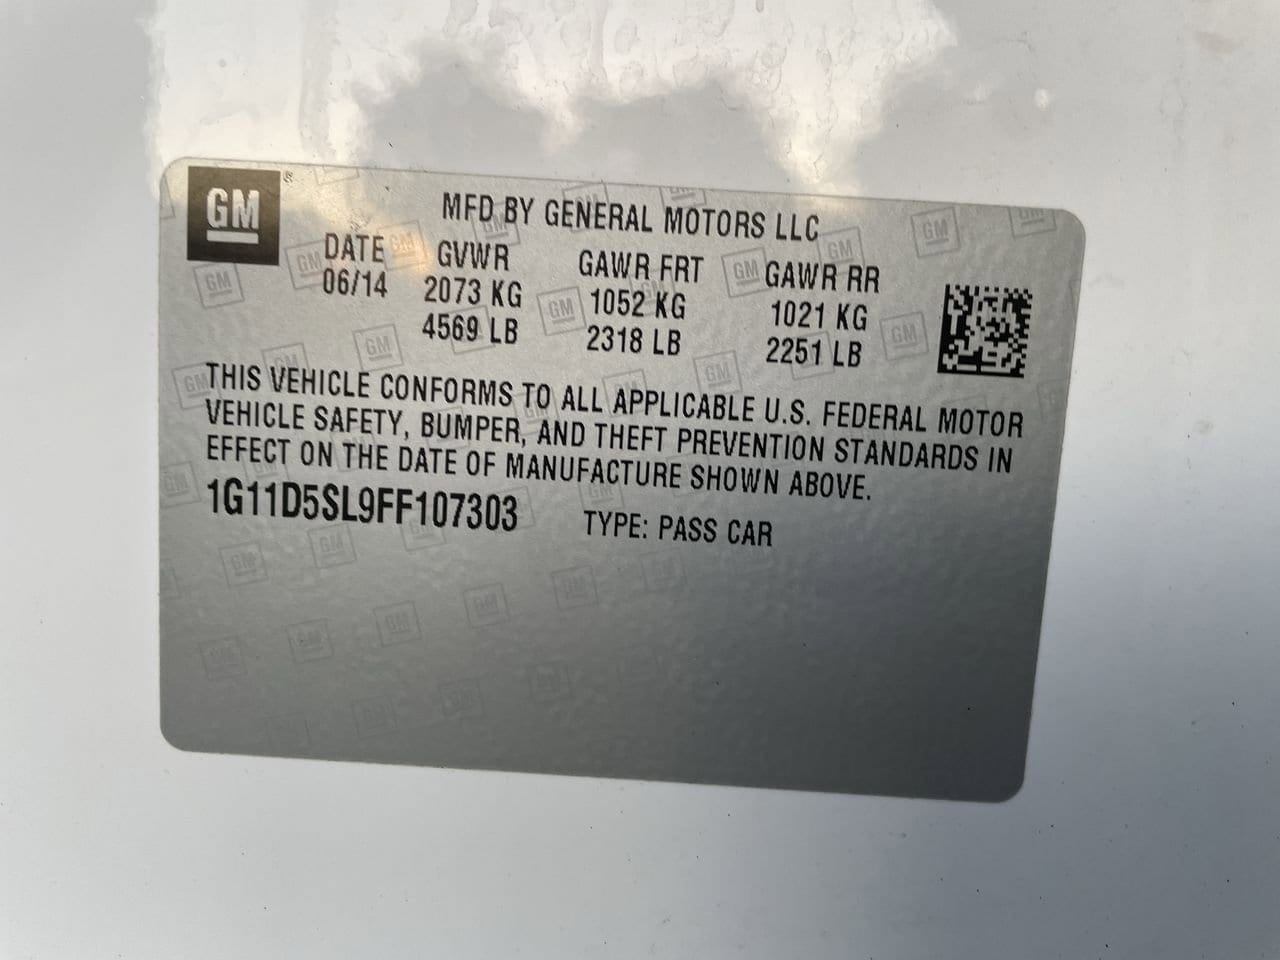 GM®
MFD BY GENERAL MOTORS LLC
DATE GVWR GAWR FRT GAWR RR
06/14 2073 KG 1052 KG 1021 KG
4569 LB 2318 LB 2251 LB
THIS VEHICLE CONFORMS TO ALL APPLICABLE U.S. FEDERAL MOTOR
VEHICLE SAFETY, BUMPER, AND THEFT PREVENTION STANDARDS IN
EFFECT ON THE DATE OF MANUFACTURE SHOWN ABOVE.
1G11D5SL9FF107303 TYPE: PASS CAR